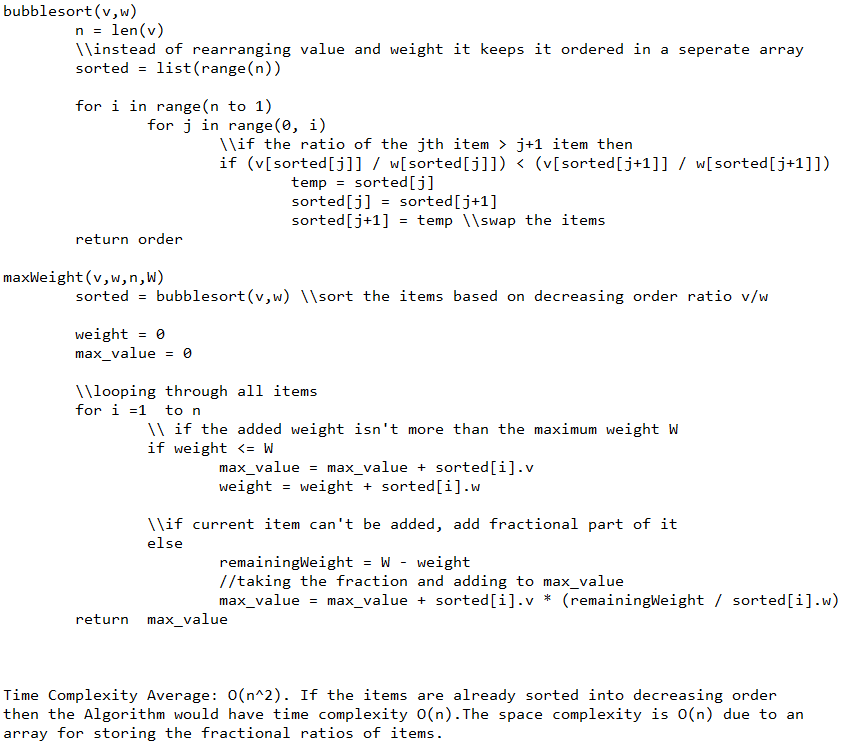 bubblesort(v,w)
n = len(v)
\\instead of rearranging value and weight it keeps it ordered in a seperate array
sorted = list(range(n))
for i in range(n to 1)
for j in range(0, i)
\\if the ratio of the jth item > j+1 item then
if (v[sorted[j]] / w[sorted[j]]) < (v[sorted[j+1]] / w[sorted[j+1]])
temp = sorted[j]
sorted[j] = sorted[j+1]
sorted[j+1] = temp \\swap the items
return order
maxWeight(v,w,n,W)
sorted = bubblesort(v,w) \\sort the items based on decreasing order ratio v/w
weight = 0
max_value = 0
\\looping through all items
for i =1  to n
\\ if the added weight isn't more than the maximum weight W
if weight <= W
max_value = max_value + sorted[i].v
weight = weight + sorted[i].w
\\if current item can't be added, add fractional part of it
else
remainingWeight = W - weight
//taking the fraction and adding to max_value
max_value = max_value + sorted[i].v * (remainingWeight / sorted[i].w)
return  max_value
Time Complexity Average: O(n^2). If the items are already sorted into decreasing order
then the Algorithm would have time complexity O(n).The space complexity is O(n) due to an
array for storing the fractional ratios of items.